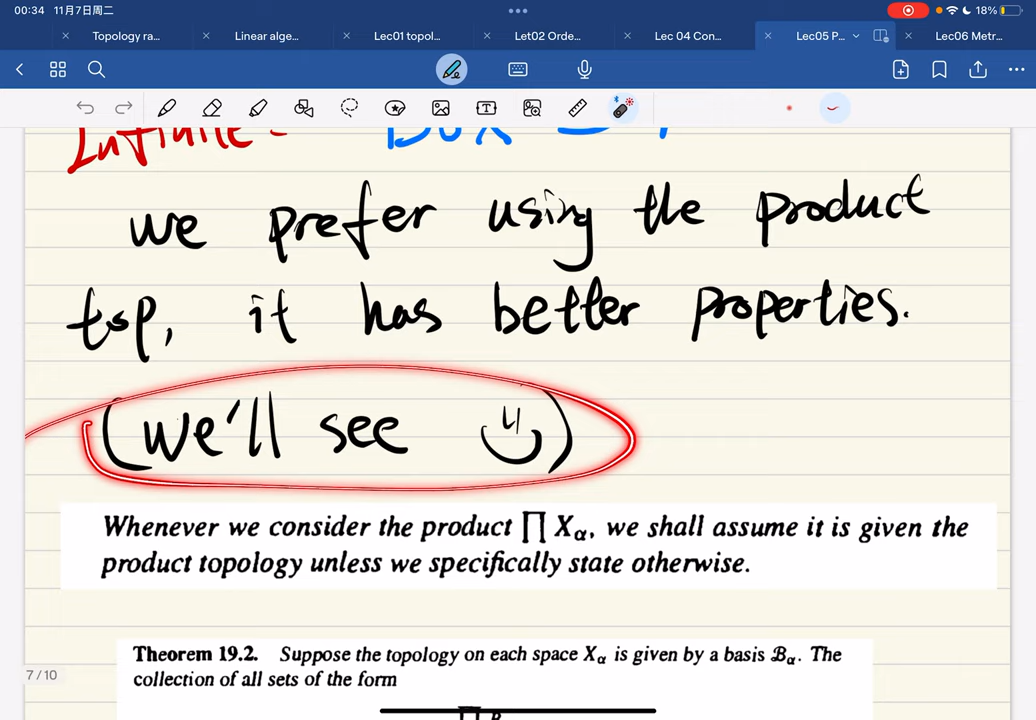 00:34 11月7日周二
18%
Topology ra...
Linear alge...
Lec01 topol...
Let02 Orde...
Lec 04 Con...
Lec05 P...
Lec06 Metr...
Infinite:
we prefer using the product
top, it has better properties.
(we'll see
Whenever we consider the product ∏ Xα, we shall assume it is given the
product topology unless we specifically state otherwise.
7 / 10
Theorem 19.2. Suppose the topology on each space Xα is given by a basis ℬα. The
collection of all sets of the form